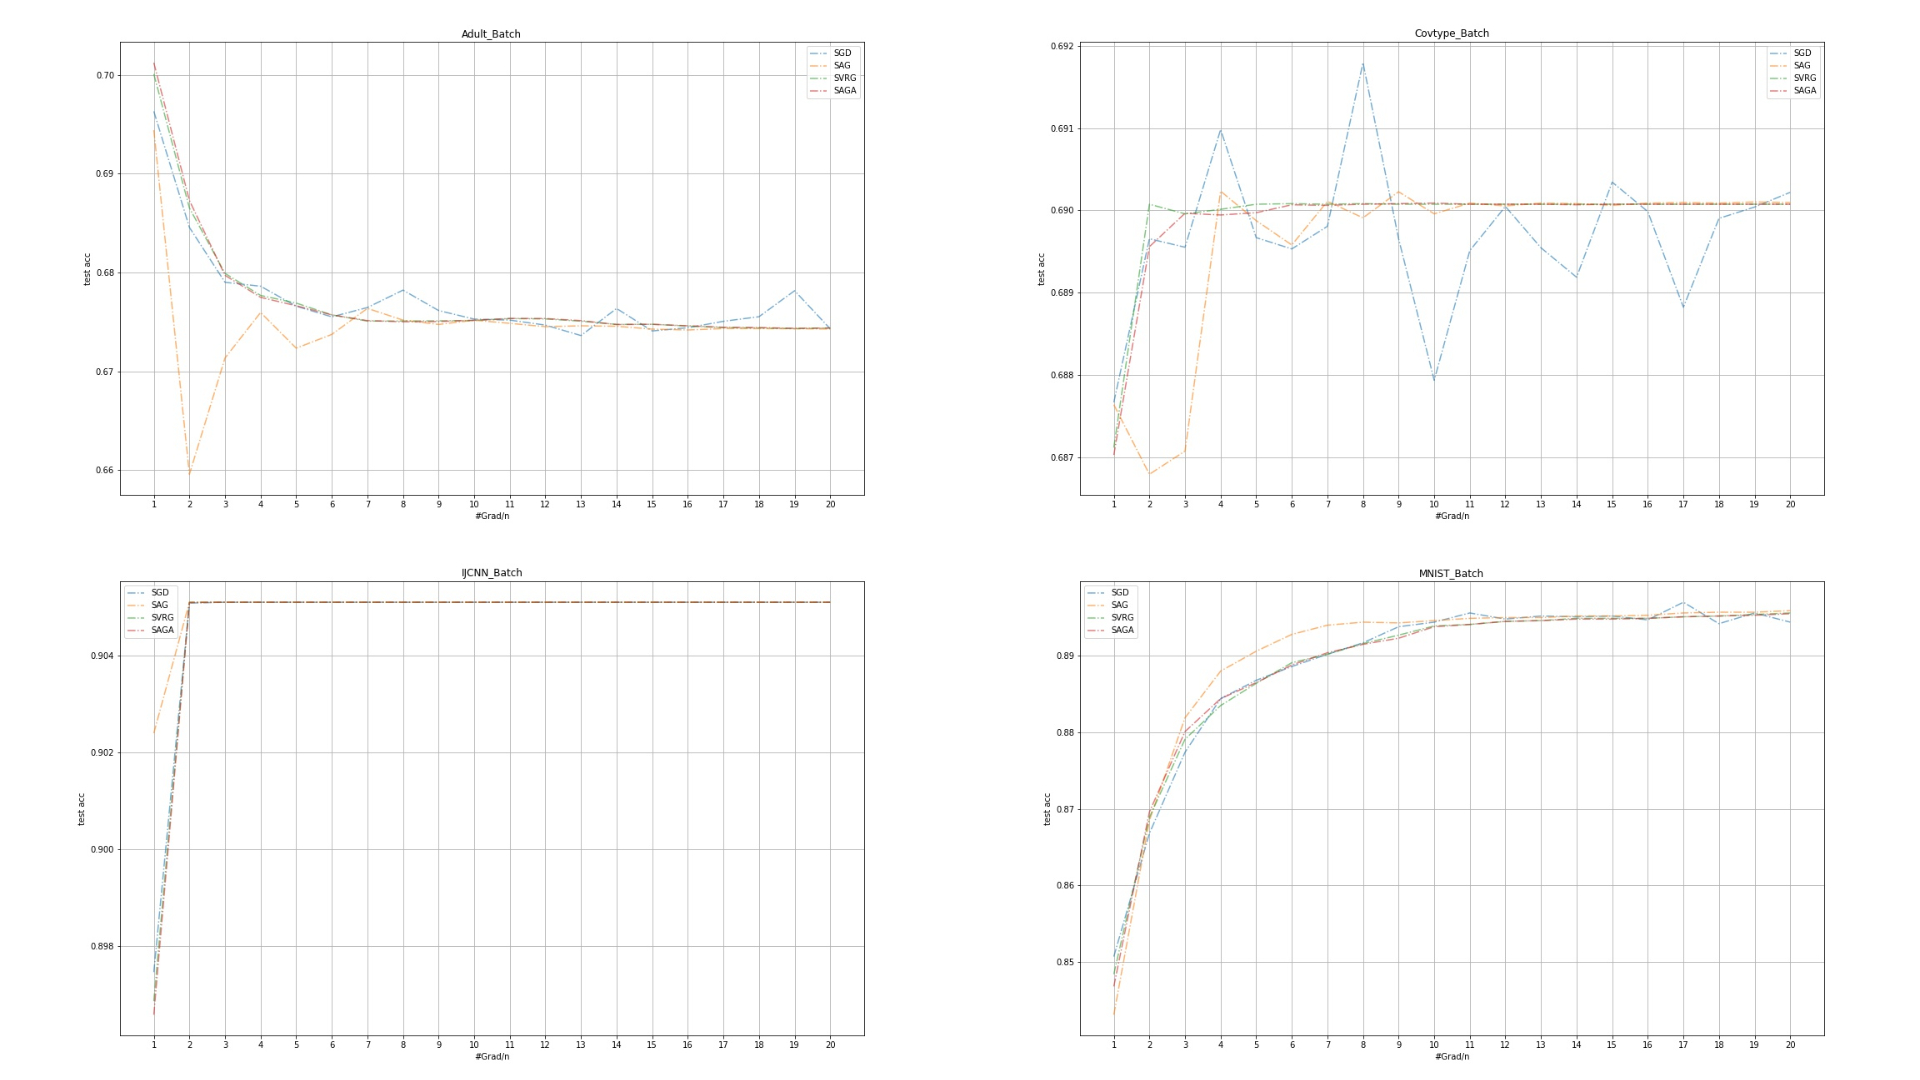 Adult_Batch
0.70
0.69
0.68
0.67
0.66
test acc
SGD
SAG
SVRG
SAGA
1 2 3 4 5 6 7 8 9 10 11 12 13 14 15 16 17 18 19 20
#Grad/n
Covtype_Batch
0.692
0.691
0.690
0.689
0.688
0.687
test acc
SGD
SAG
SVRG
SAGA
1 2 3 4 5 6 7 8 9 10 11 12 13 14 15 16 17 18 19 20
#Grad/n
IJCNN_Batch
SGD
SAG
SVRG
SAGA
0.904
0.902
0.900
0.898
test acc
1 2 3 4 5 6 7 8 9 10 11 12 13 14 15 16 17 18 19 20
#Grad/n
MNIST_Batch
SGD
SAG
SVRG
SAGA
0.89
0.88
0.87
0.86
0.85
test acc
1 2 3 4 5 6 7 8 9 10 11 12 13 14 15 16 17 18 19 20
#Grad/n